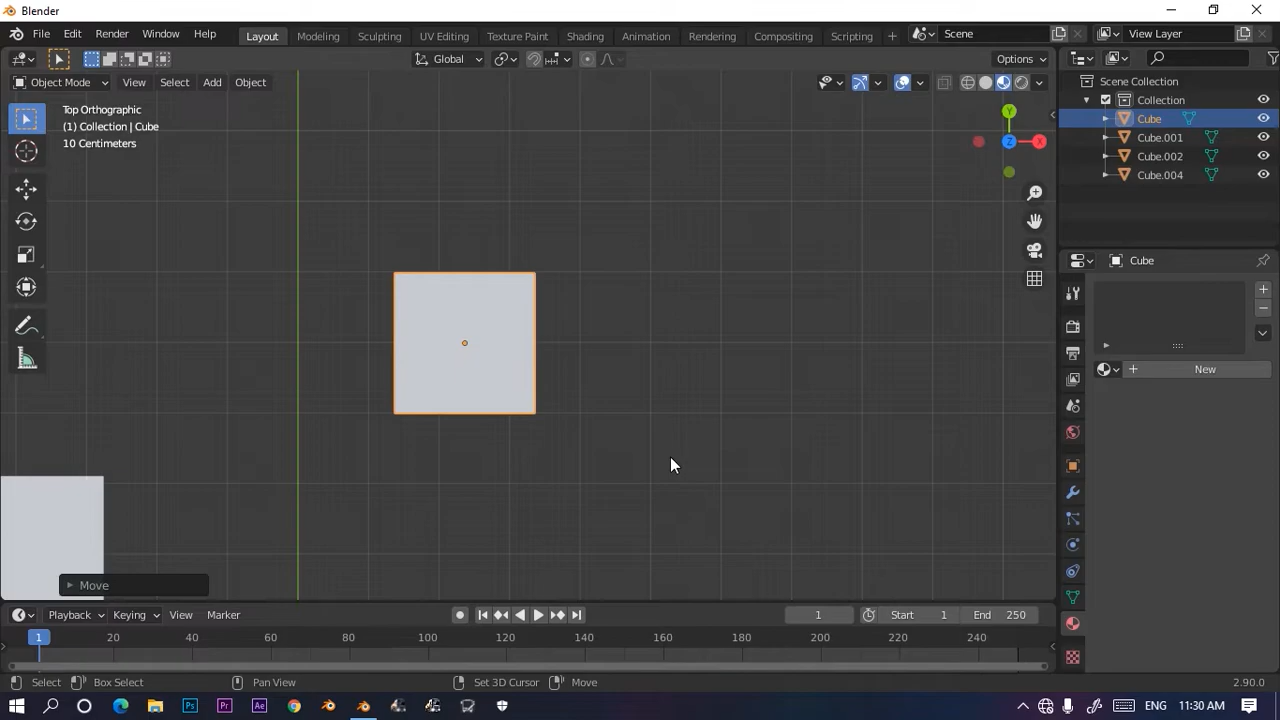 Blender
File Edit Render Window Help Layout Modeling Sculpting UV Editing Texture Paint Shading Animation Rendering Compositing Scripting + Scene View Layer
Global Options
Object Mode View Select Add Object
Scene Collection
Collection
Cube
Cube.001
Cube.002
Cube.004
Top Orthographic
(1) Collection | Cube
10 Centimeters
Y
X
Z
Cube
New
Move
Playback Keying View Marker 1 Start 1 End 250
1 20 40 60 80 100 120 140 160 180 200 220 240
Select Box Select Pan View Set 3D Cursor Move 2.90.0
Ps Pr Ae ENG 11:30 AM